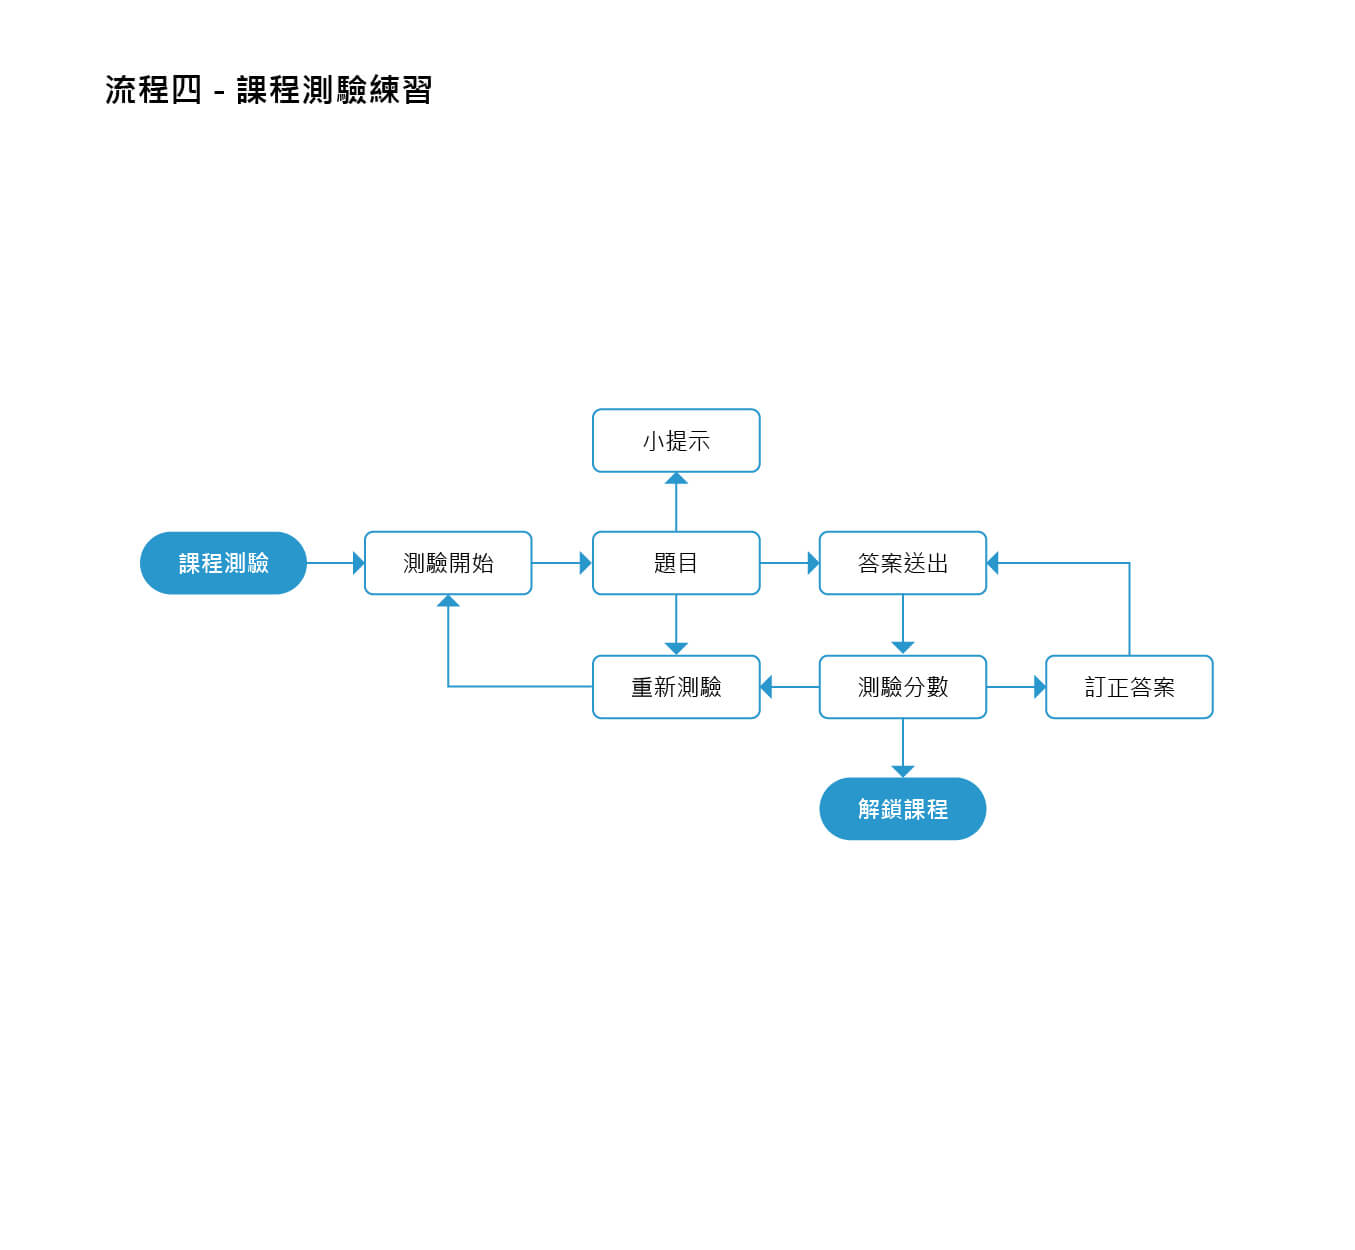 流程四 - 課程測驗練習
小提示
課程測驗
測驗開始
題目
答案送出
重新測驗
測驗分數
訂正答案
解鎖課程